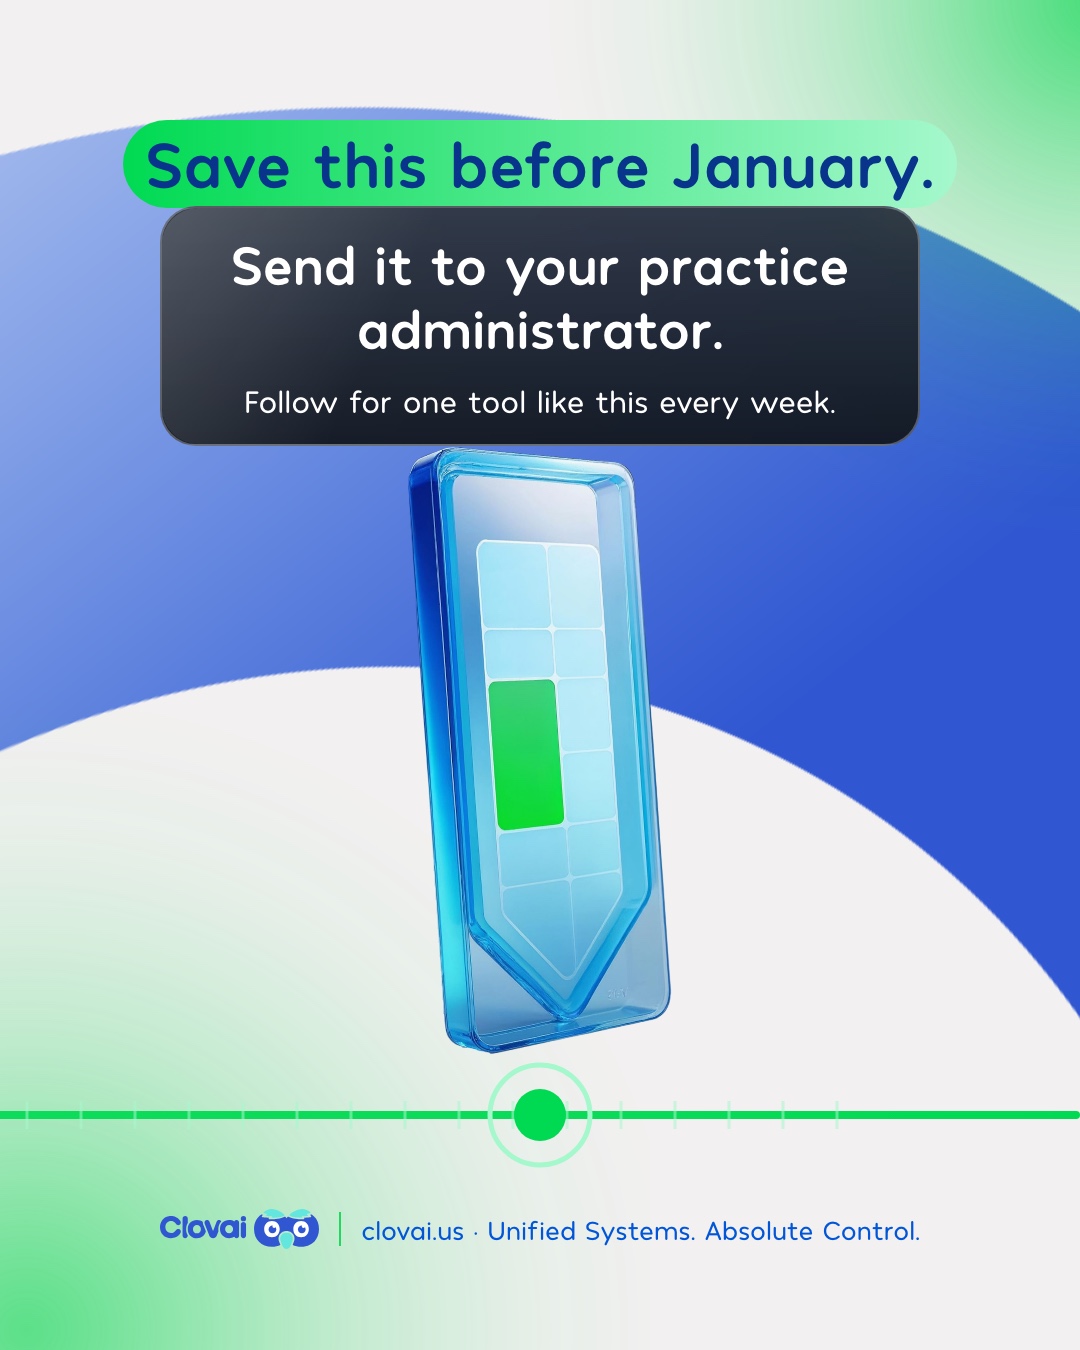 Save this before January.
Send it to your practice
administrator.
Follow for one tool like this every week.
Clovai
clovai.us · Unified Systems. Absolute Control.